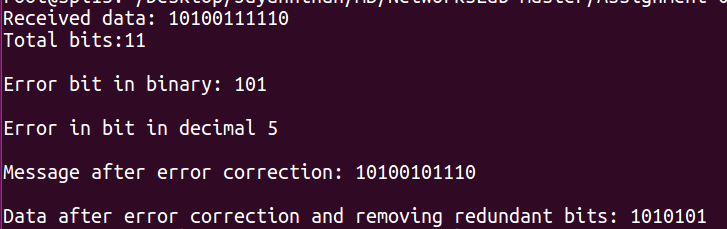 Received data: 10100111110
Total bits:11
Error bit in binary: 101
Error in bit in decimal 5
Message after error correction: 10100101110
Data after error correction and removing redundant bits: 1010101